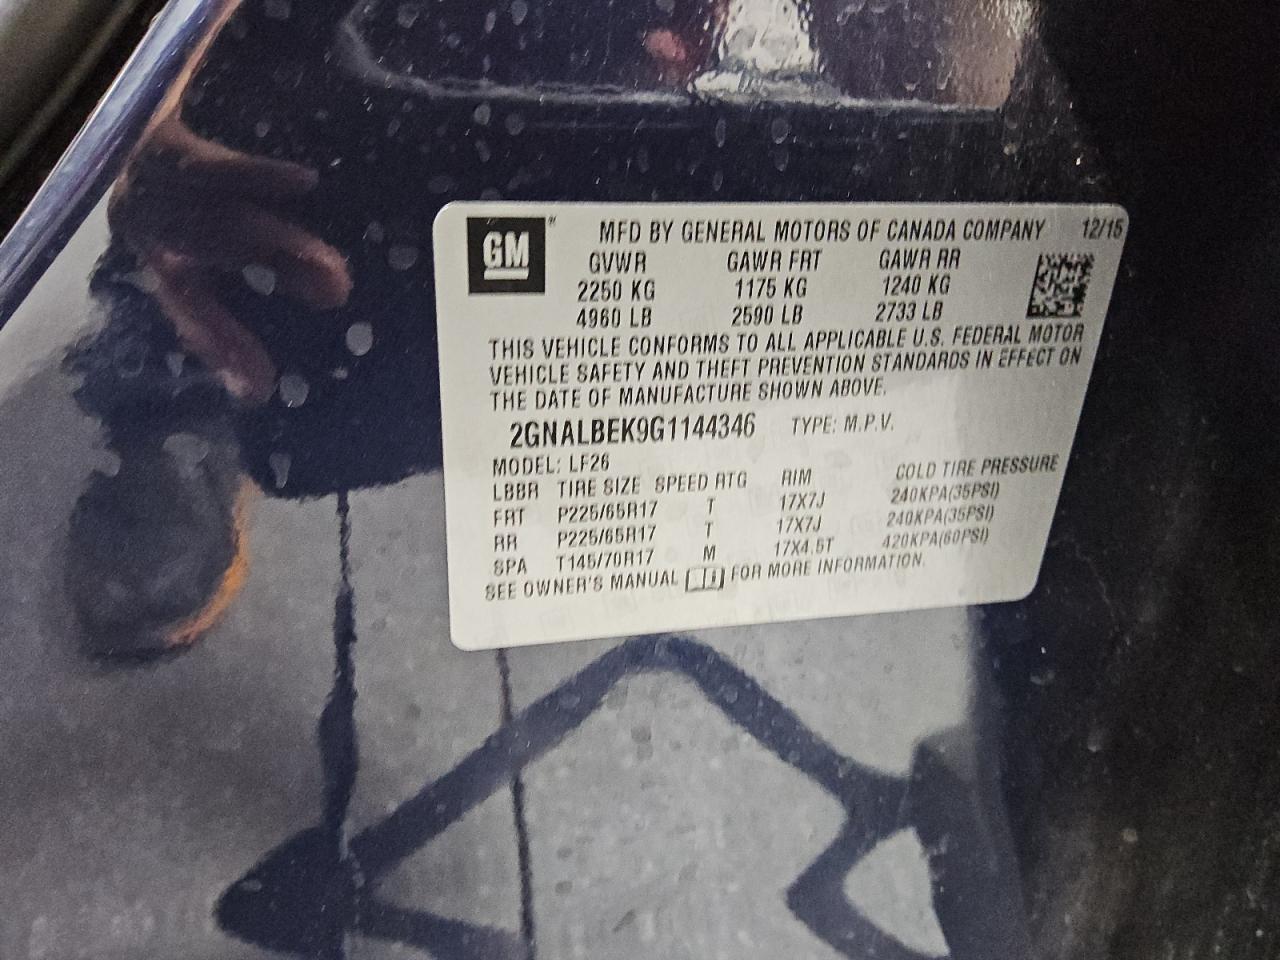 GM ® MFD BY GENERAL MOTORS OF CANADA COMPANY 12/15
GVWR GAWR FRT GAWR RR
2250 KG 1175 KG 1240 KG
4960 LB 2590 LB 2733 LB
THIS VEHICLE CONFORMS TO ALL APPLICABLE U.S. FEDERAL MOTOR
VEHICLE SAFETY AND THEFT PREVENTION STANDARDS IN EFFECT ON
THE DATE OF MANUFACTURE SHOWN ABOVE.
2GNALBEK9G1144346 TYPE: M.P.V.
MODEL: LF26
LBBR TIRE SIZE SPEED RTG RIM COLD TIRE PRESSURE
FRT P225/65R17 T 17X7J 240KPA(35PSI)
RR P225/65R17 T 17X7J 240KPA(35PSI)
SPA T145/70R17 M 17X4.5T 420KPA(60PSI)
SEE OWNER'S MANUAL FOR MORE INFORMATION.